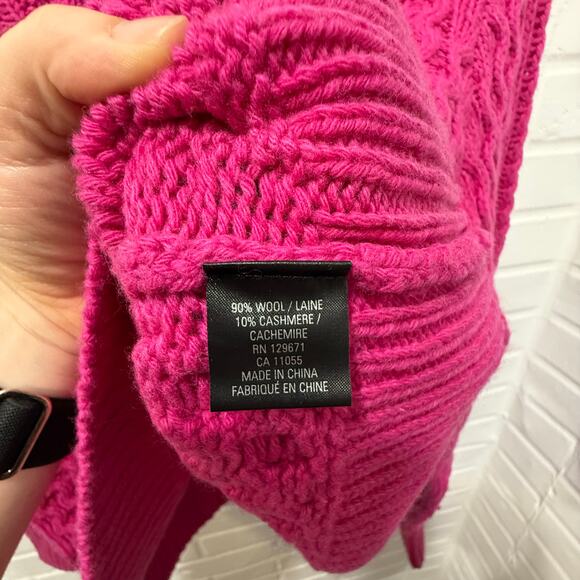 90% WOOL / LAINE
10% CASHMERE /
CACHEMIRE
RN 129671
CA 11055
MADE IN CHINA
FABRIQUÉ EN CHINE